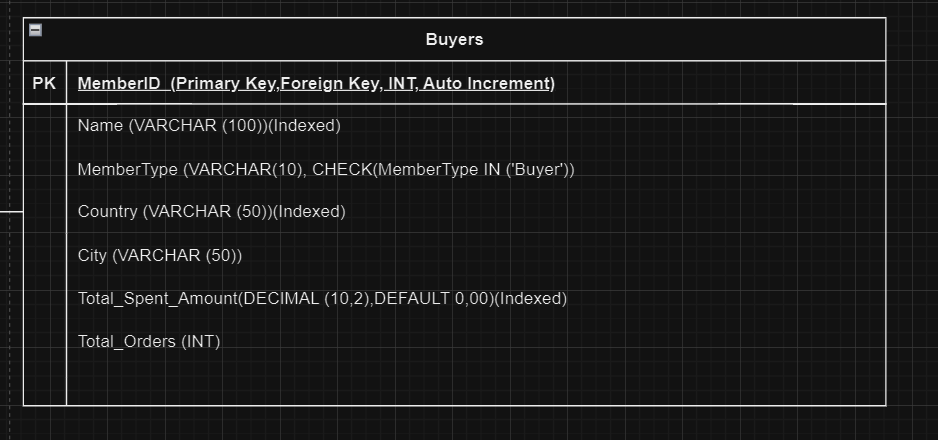 Buyers
PK MemberID (Primary Key,Foreign Key, INT, Auto Increment)
Name (VARCHAR (100))(Indexed)
MemberType (VARCHAR(10), CHECK(MemberType IN ('Buyer'))
Country (VARCHAR (50))(Indexed)
City (VARCHAR (50))
Total_Spent_Amount(DECIMAL (10,2),DEFAULT 0,00)(Indexed)
Total_Orders (INT)